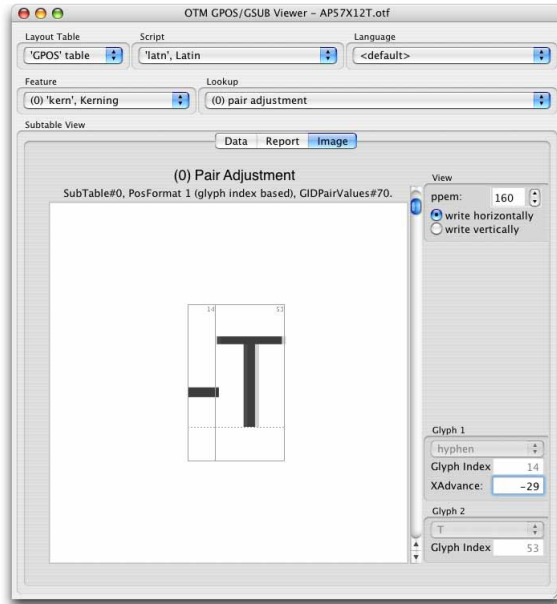 OTM GPOS/GSUB Viewer – AP57X12T.otf
Layout Table Script Language
'GPOS' table 'latn', Latin <default>
Feature Lookup
(0) 'kern', Kerning (0) pair adjustment
Subtable View
Data Report Image
(0) Pair Adjustment
SubTable#0, PosFormat 1 (glyph index based), GIDPairValues#70.
View
ppem: 160
write horizontally
write vertically
14 53
-T
Glyph 1
hyphen
Glyph Index 14
XAdvance: -29
Glyph 2
T
Glyph Index 53